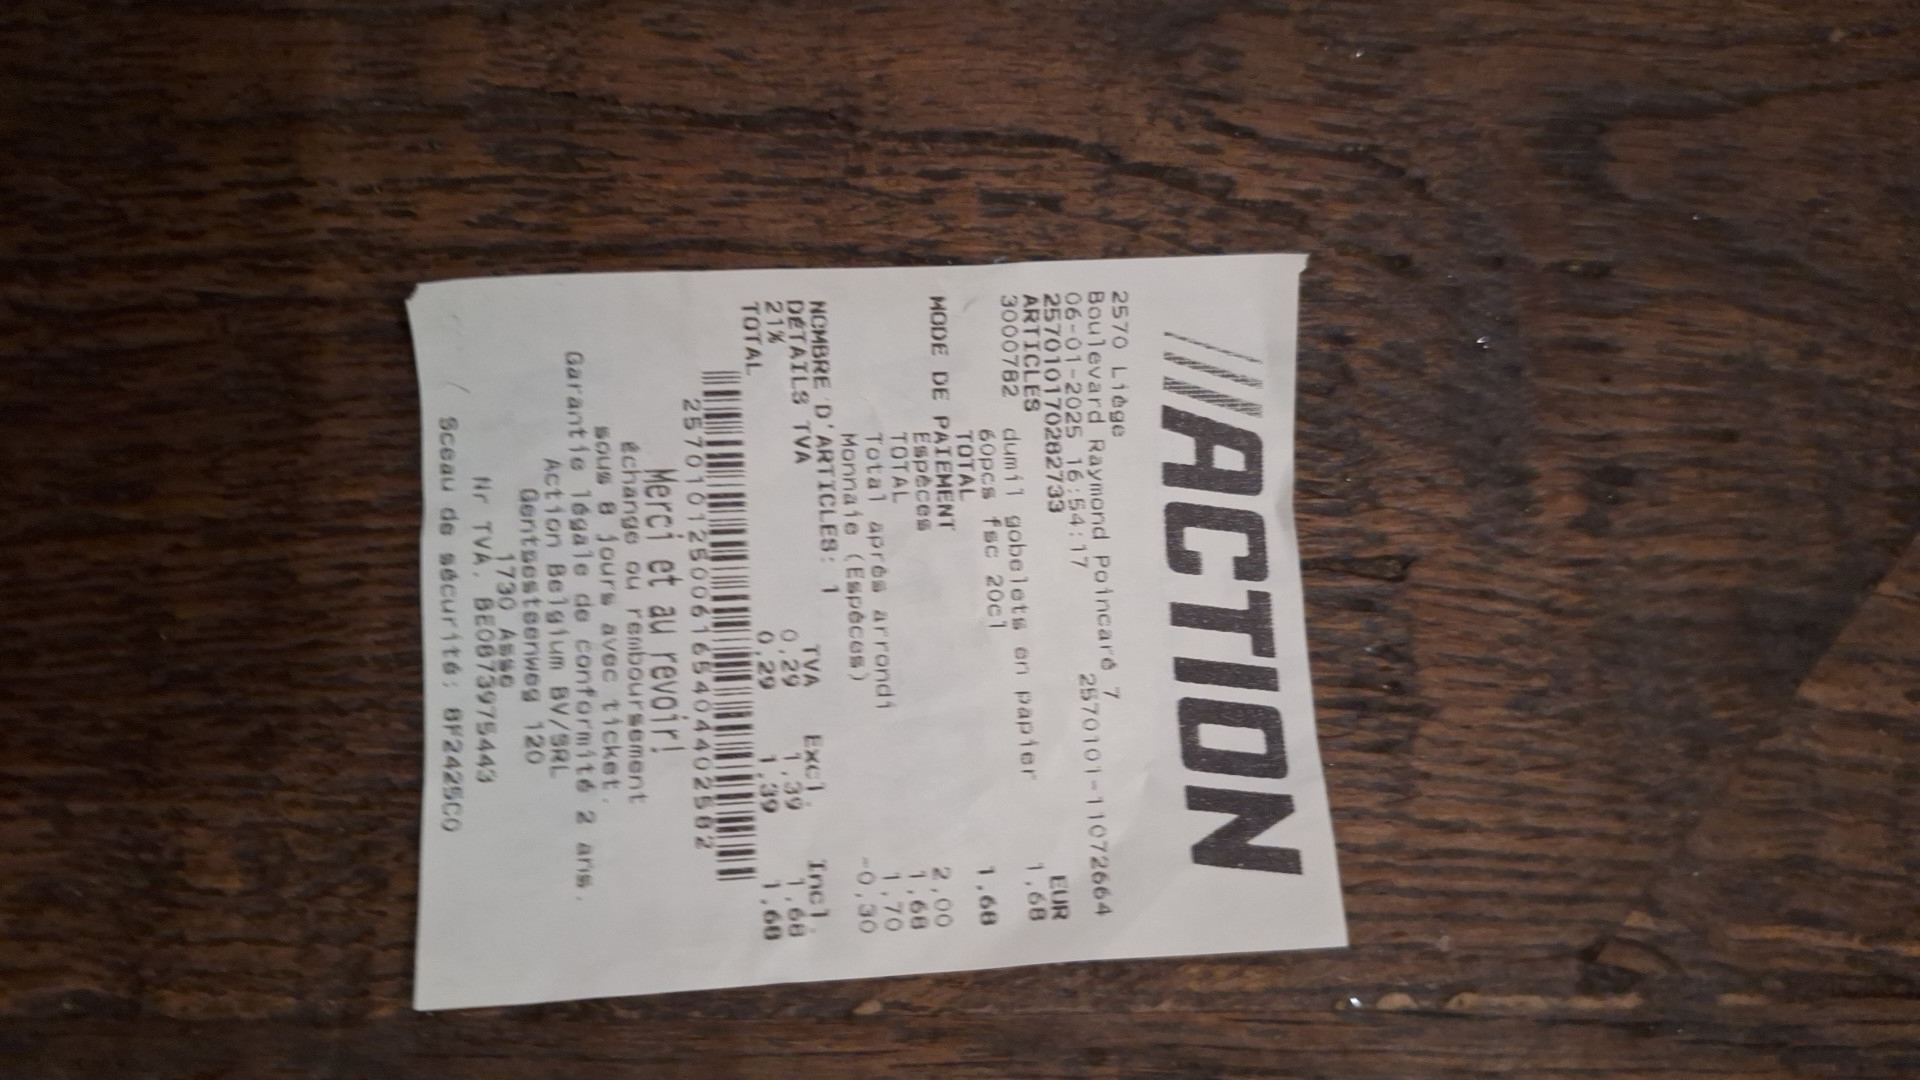 ///ACTION
2570 Liège
Boulevard Raymond Poincaré 7
06-01-2025 16:54:17 2570101-11072664
257010170282733
ARTICLES EUR
3000782 dumil gobelets en papier 1,68
60pcs fsc 20cl
TOTAL 1,68
MODE DE PAIEMENT
Espèces 2,00
TOTAL 1,68
Total après arrondi 1,70
Monnaie (Espèces) -0,30
NOMBRE D'ARTICLES: 1
DÉTAILS TVA TVA Excl. Incl.
21% 0,29 1,39 1,68
TOTAL 0,29 1,39 1,68
Merci et au revoir!
échange ou remboursement
sous 8 jours avec ticket.
Garantie légale de conformité 2 ans.
Action Belgium BV/SRL
Gentsesteenweg 120
1730 Asse
Nr TVA. BE0873975443
Sceau de sécurité: 8F2425C0